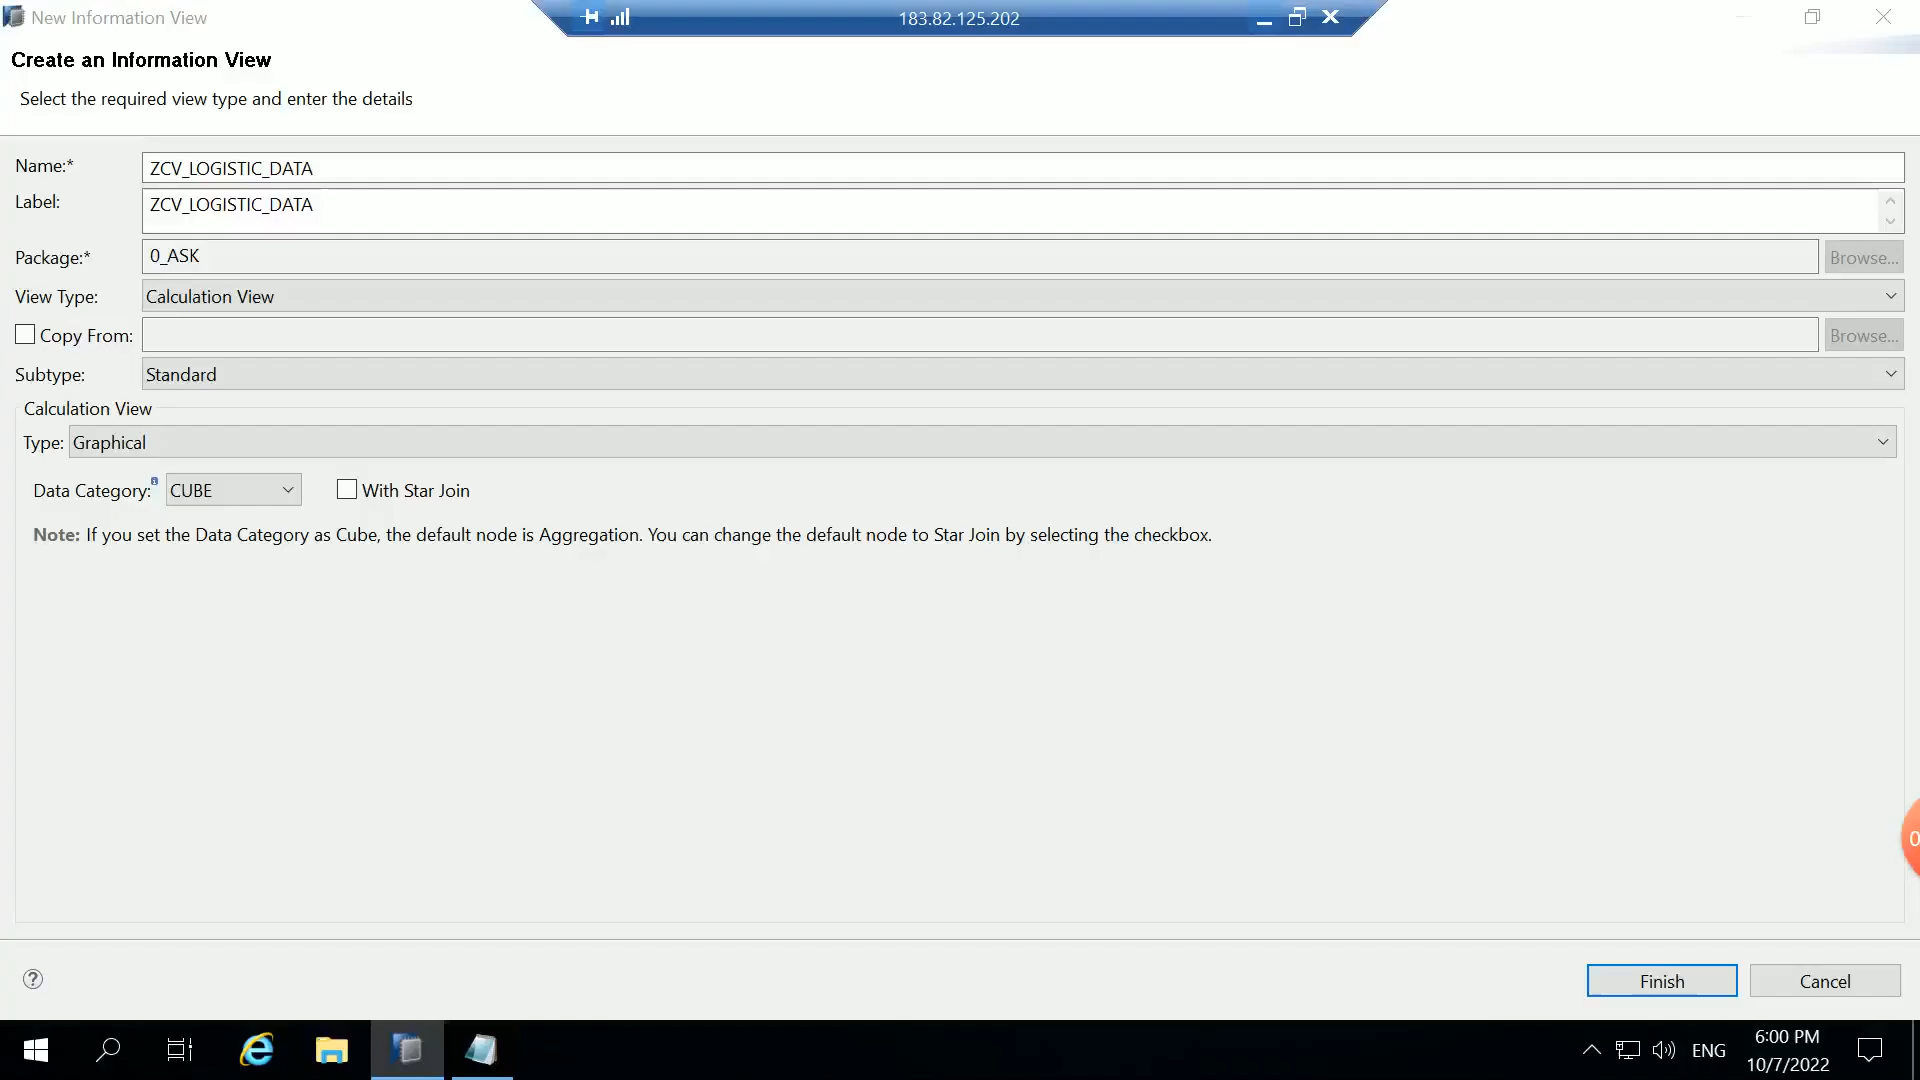 New Information View
183.82.125.202
Create an Information View
Select the required view type and enter the details
Name:* ZCV_LOGISTIC_DATA
Label: ZCV_LOGISTIC_DATA
Package:* 0_ASK Browse...
View Type: Calculation View
Copy From: Browse...
Subtype: Standard
Calculation View
Type: Graphical
Data Category: CUBE With Star Join
Note: If you set the Data Category as Cube, the default node is Aggregation. You can change the default node to Star Join by selecting the checkbox.
0
Finish Cancel
ENG
6:00 PM
10/7/2022